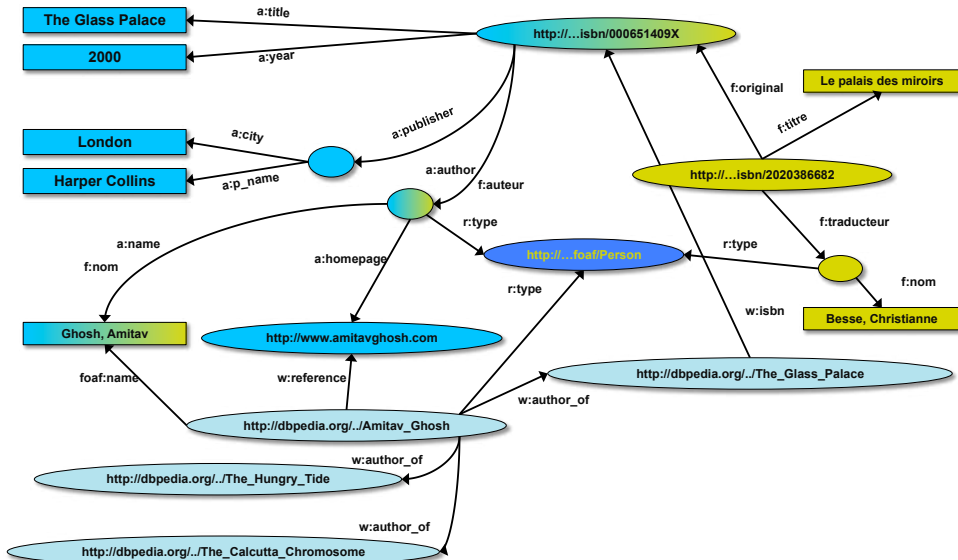 a:title
The Glass Palace
http://…isbn/000651409X
2000
a:year
f:original
Le palais des miroirs
f:titre
a:publisher
London
a:city
Harper Collins
a:p_name
a:author
f:auteur
http://…isbn/2020386682
f:traducteur
r:type
a:name
f:nom
a:homepage
http://…foaf/Person
r:type
r:type
f:nom
w:isbn
Besse, Christianne
Ghosh, Amitav
http://www.amitavghosh.com
foaf:name
w:reference
http://dbpedia.org/../The_Glass_Palace
w:author_of
http://dbpedia.org/../Amitav_Ghosh
w:author_of
http://dbpedia.org/../The_Hungry_Tide
w:author_of
http://dbpedia.org/../The_Calcutta_Chromosome